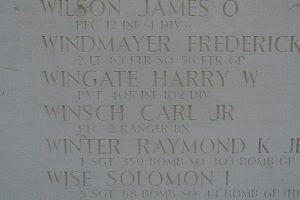 WILSON JAMES O
PFC 12 INF 4 DIV
WINDMAYER FREDERICK
2 LT 63 FTR SQ 56 FTR GP
WINGATE HARRY W
PVT 405 INF 102 DIV
WINSCH CARL JR
PFC 2 RANGER BN
WINTER RAYMOND K JR
T SGT 359 BOMB SQ 303 BOMB GP
WISE SOLOMON I
S SGT 68 BOMB SQ 44 BOMB GP (H)